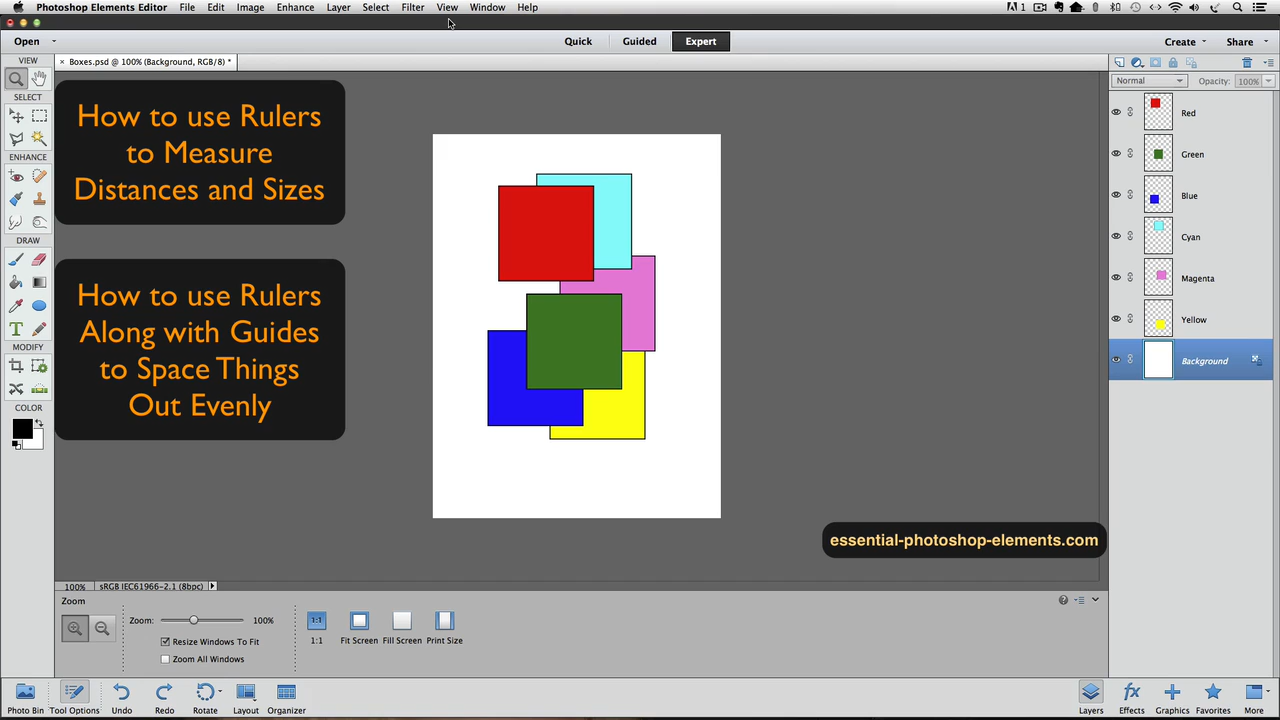 Photoshop Elements Editor File Edit Image Enhance Layer Select Filter View Window Help
1
Open Quick Guided Expert Create Share
Boxes.psd @ 100% (Background, RGB/8) *
VIEW
SELECT
ENHANCE
DRAW
T
MODIFY
COLOR
How to use Rulers
to Measure
Distances and Sizes
How to use Rulers
Along with Guides
to Space Things
Out Evenly
Normal Opacity: 100%
Red
Green
Blue
Cyan
Magenta
Yellow
Background
essential-photoshop-elements.com
100% sRGB IEC61966-2.1 (8bpc)
Zoom
Zoom: 100%
Resize Windows To Fit
Zoom All Windows
1:1
1:1 Fit Screen Fill Screen Print Size
Photo Bin Tool Options Undo Redo Rotate Layout Organizer
fx
Layers Effects Graphics Favorites More